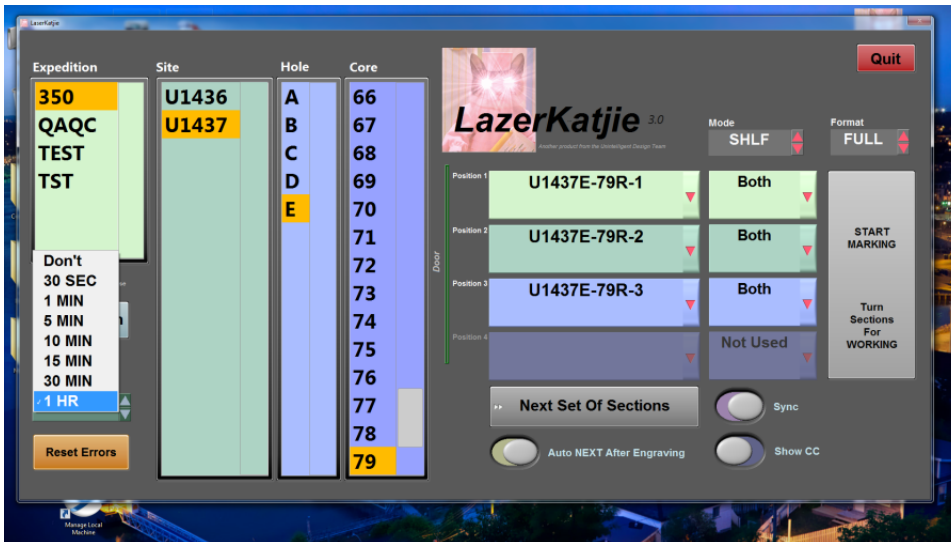 LaserKatjie
Expedition
Site
Hole
Core
350
QAQC
TEST
TST
U1436
U1437
A
B
C
D
E
66
67
68
69
70
71
72
73
74
75
76
77
78
79
Don't
30 SEC
1 MIN
5 MIN
10 MIN
15 MIN
30 MIN
1 HR
Reset Errors
LazerKatjie 3.0
Another product from the Unintelligent Design Team
Quit
Mode
SHLF
Format
FULL
Door
Position 1
U1437E-79R-1
Both
Position 2
U1437E-79R-2
Both
Position 3
U1437E-79R-3
Both
Position 4
Not Used
START
MARKING
Turn
Sections
For
WORKING
Next Set Of Sections
Sync
Auto NEXT After Engraving
Show CC
Manage Local
Machine